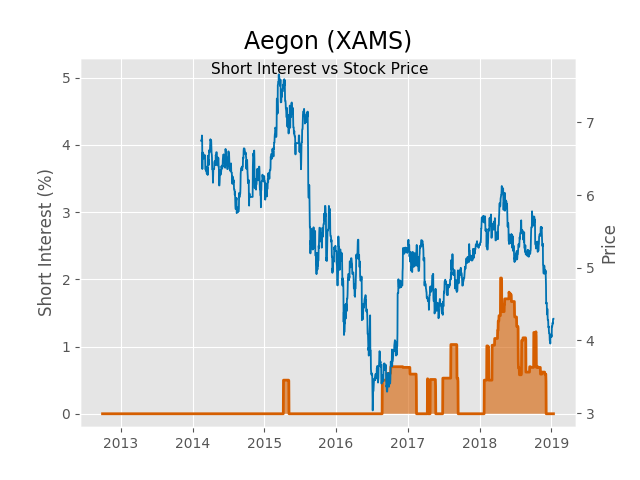 Aegon (XAMS)
Short Interest vs Stock Price
Short Interest (%)
5
4
3
2
1
0
7
6
5
4
3
Price
2013 2014 2015 2016 2017 2018 2019